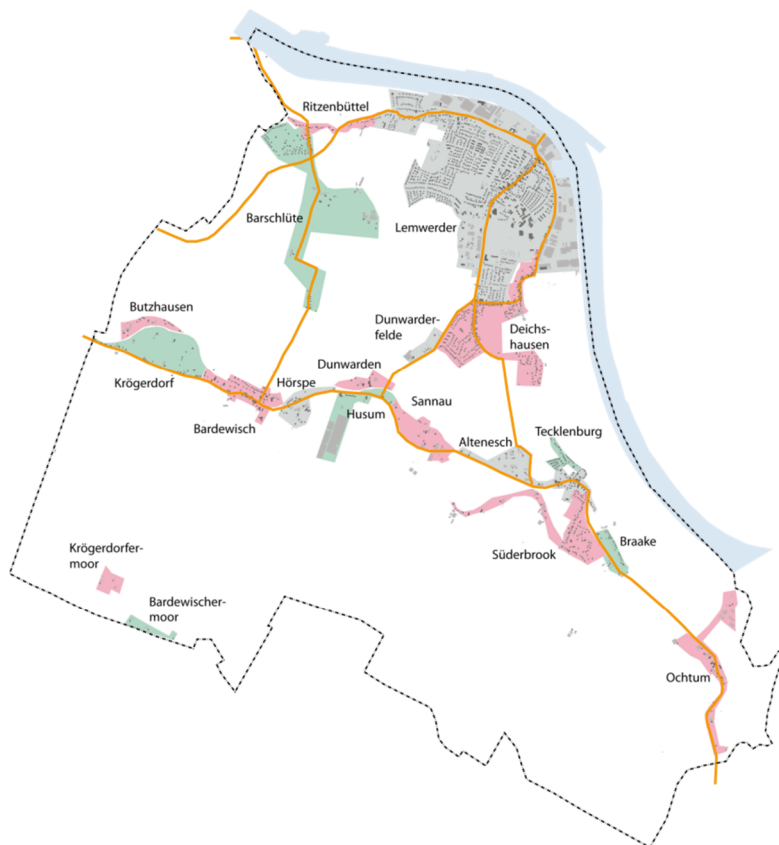 Ritzenbüttel
Barschlüte
Lemwerder
Butzhausen
Dunwarder-
felde
Deichs-
hausen
Krögerdorf
Dunwarden
Hörspe
Sannau
Husum
Bardewisch
Altenesch
Tecklenburg
Süderbrook
Braake
Krögerdorfer-
moor
Bardewischer-
moor
Ochtum